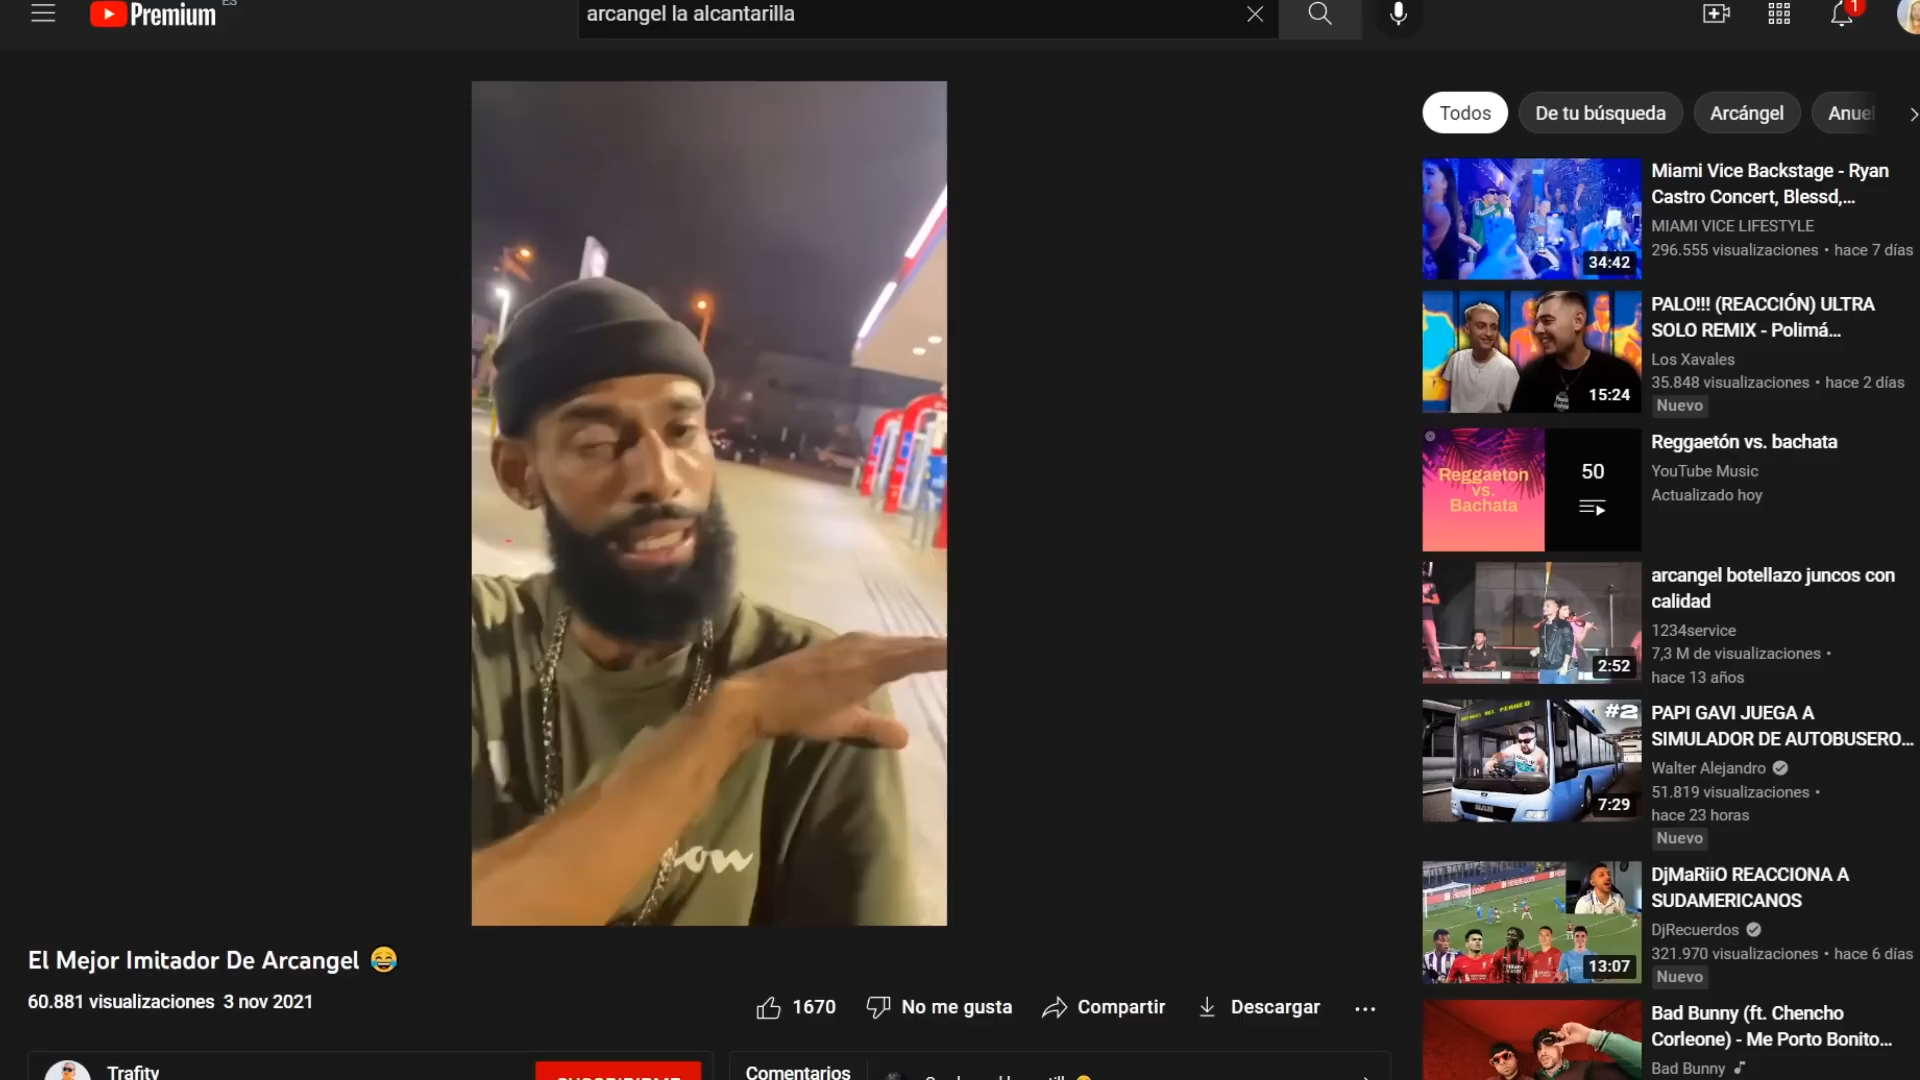 Premium ES
arcangel la alcantarilla
1
Todos
De tu búsqueda
Arcángel
Anuel
34:42
Miami Vice Backstage - Ryan
Castro Concert, Blessd,...
MIAMI VICE LIFESTYLE
296.555 visualizaciones • hace 7 días
15:24
PALO!!! (REACCIÓN) ULTRA
SOLO REMIX - Polimá...
Los Xavales
35.848 visualizaciones • hace 2 días
Nuevo
Reggaeton
vs.
Bachata
50
Reggaetón vs. bachata
YouTube Music
Actualizado hoy
2:52
arcangel botellazo juncos con
calidad
1234service
7,3 M de visualizaciones •
hace 13 años
#2
MAN
7:29
PAPI GAVI JUEGA A
SIMULADOR DE AUTOBUSERO...
Walter Alejandro
51.819 visualizaciones •
hace 23 horas
Nuevo
13:07
DjMaRiiO REACCIONA A
SUDAMERICANOS
DjRecuerdos
321.970 visualizaciones • hace 6 días
Nuevo
Bad Bunny (ft. Chencho
Corleone) - Me Porto Bonito...
Bad Bunny
El Mejor Imitador De Arcangel 😂
60.881 visualizaciones 3 nov 2021
1670
No me gusta
Compartir
Descargar
Trafity
Comentarios